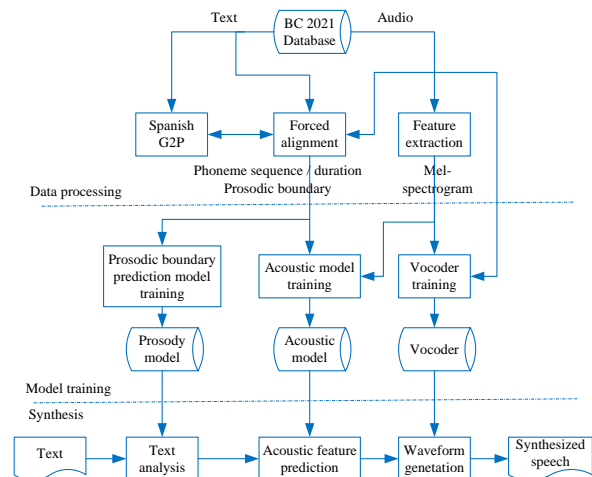 Text
BC 2021
Database
Audio
Spanish
G2P
Forced
alignment
Feature
extraction
Phoneme sequence / duration
Prosodic boundary
Mel-
spectrogram
Data processing
Prosodic boundary
prediction model
training
Acoustic model
training
Vocoder
training
Prosody
model
Acoustic
model
Vocoder
Model training
Synthesis
Text
Text
analysis
Acoustic feature
prediction
Waveform
genetation
Synthesized
speech